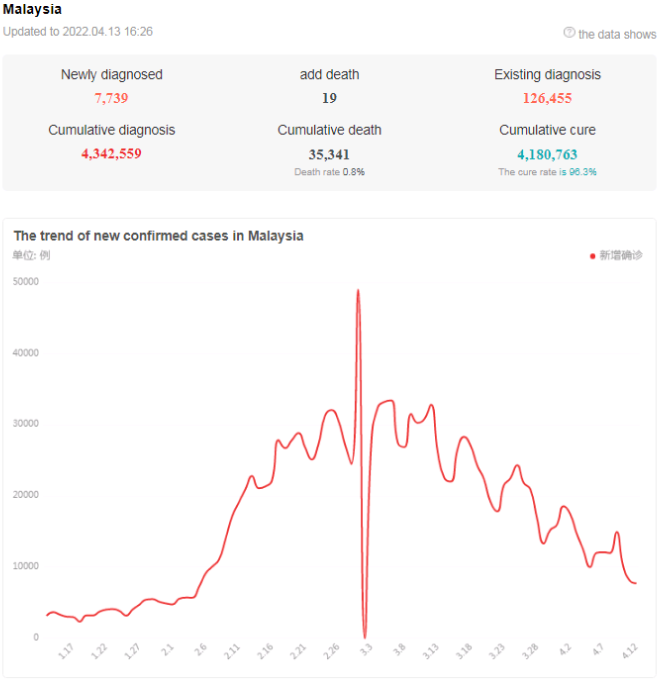 Malaysia
Updated to 2022.04.13 16:26
the data shows
Newly diagnosed add death Existing diagnosis
7,739 19 126,455
Cumulative diagnosis Cumulative death Cumulative cure
4,342,559 35,341 4,180,763
Death rate 0.8% The cure rate is 96.3%
The trend of new confirmed cases in Malaysia
单位: 例 新增确诊
50000
40000
30000
20000
10000
0
1.17 1.22 1.27 2.1 2.6 2.11 2.16 2.21 2.26 3.3 3.8 3.13 3.18 3.23 3.28 4.2 4.7 4.12